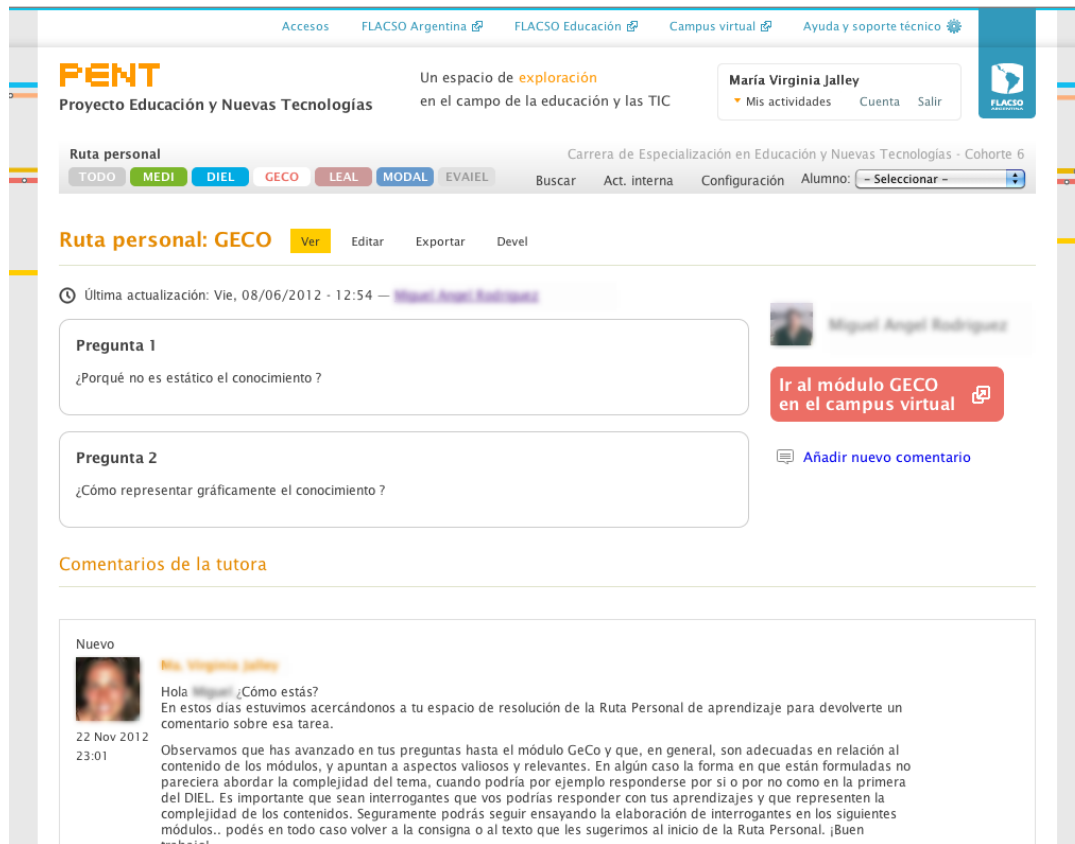 Accesos FLACSO Argentina FLACSO Educación Campus virtual Ayuda y soporte técnico
PENT
Proyecto Educación y Nuevas Tecnologías
Un espacio de exploración
en el campo de la educación y las TIC
María Virginia Jalley
Mis actividades Cuenta Salir
FLACSO
ARGENTINA
Ruta personal
Carrera de Especialización en Educación y Nuevas Tecnologías - Cohorte 6
TODO MEDI DIEL GECO LEAL MODAL EVAIEL
Buscar Act. interna Configuración Alumno: - Seleccionar -
Ruta personal: GECO Ver Editar Exportar Devel
Última actualización: Vie, 08/06/2012 - 12:54 —
Pregunta 1
¿Porqué no es estático el conocimiento ?
Ir al módulo GECO
en el campus virtual
Pregunta 2
¿Cómo representar gráficamente el conocimiento ?
Añadir nuevo comentario
Comentarios de la tutora
Nuevo
22 Nov 2012
23:01
Hola ¿Cómo estás?
En estos dias estuvimos acercándonos a tu espacio de resolución de la Ruta Personal de aprendizaje para devolverte un
comentario sobre esa tarea.
Observamos que has avanzado en tus preguntas hasta el módulo GeCo y que, en general, son adecuadas en relación al
contenido de los módulos, y apuntan a aspectos valiosos y relevantes. En algún caso la forma en que están formuladas no
pareciera abordar la complejidad del tema, cuando podría por ejemplo responderse por si o por no como en la primera
del DIEL. Es importante que sean interrogantes que vos podrías responder con tus aprendizajes y que representen la
complejidad de los contenidos. Seguramente podrás seguir ensayando la elaboración de interrogantes en los siguientes
módulos.. podés en todo caso volver a la consigna o al texto que les sugerimos al inicio de la Ruta Personal. ¡Buen